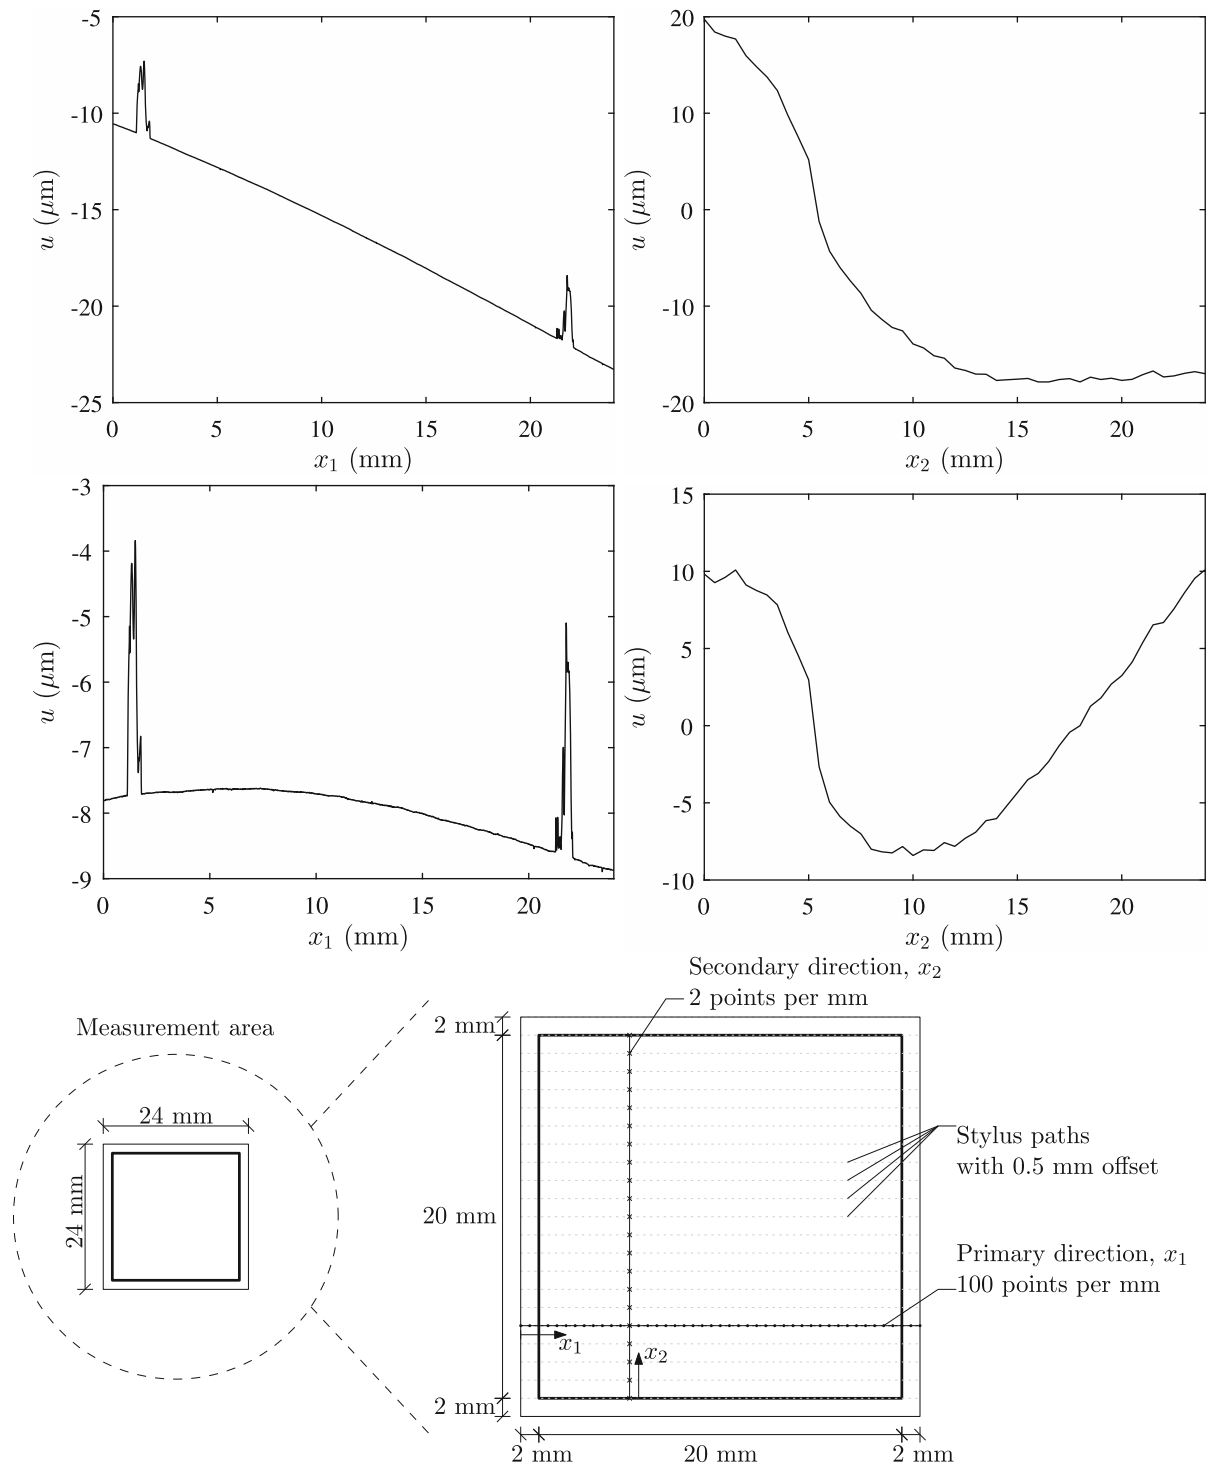 -5
-10
-15
-20
-25
u (μm)
0 5 10 15 20
x₁ (mm)
20
10
0
-10
-20
u (μm)
0 5 10 15 20
x₂ (mm)
-3
-4
-5
-6
-7
-8
-9
u (μm)
0 5 10 15 20
x₁ (mm)
15
10
5
0
-5
-10
u (μm)
0 5 10 15 20
x₂ (mm)
Measurement area
24 mm
24 mm
Secondary direction, x₂
2 points per mm
2 mm
20 mm
2 mm
Stylus paths
with 0.5 mm offset
Primary direction, x₁
100 points per mm
x₁
x₂
2 mm 20 mm 2 mm